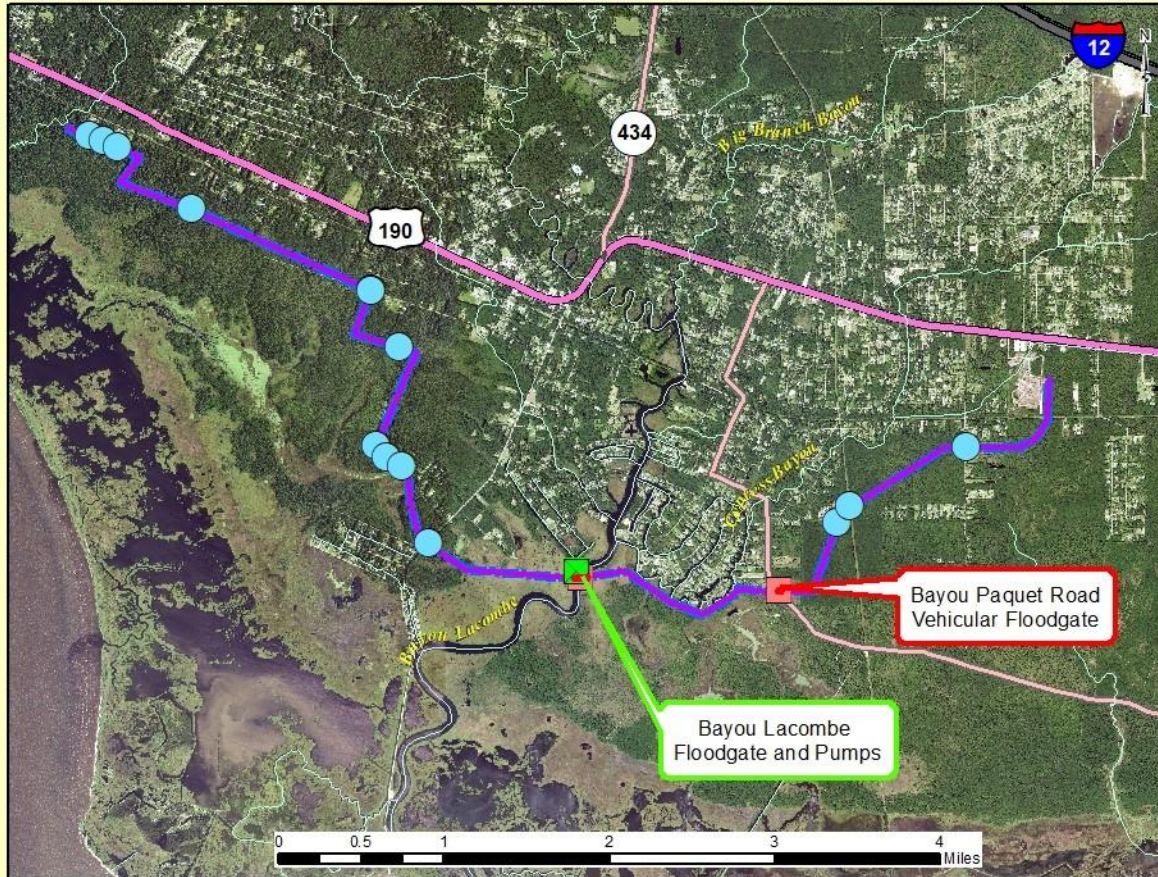 12
N
434
Big Branch Bayou
190
Cypress Bayou
Bayou Paquet Road
Vehicular Floodgate
Bayou Lacombe
Bayou Lacombe
Floodgate and Pumps
0 0.5 1 2 3 4
Miles